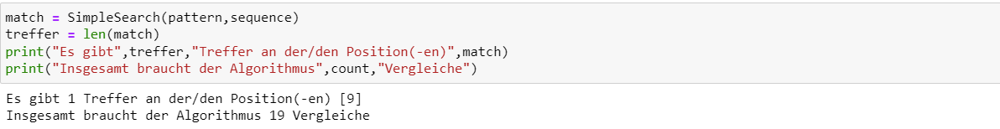 match = SimpleSearch(pattern,sequence)
treffer = len(match)
print("Es gibt",treffer,"Treffer an der/den Position(-en)",match)
print("Insgesamt braucht der Algorithmus",count,"Vergleiche")
Es gibt 1 Treffer an der/den Position(-en) [9]
Insgesamt braucht der Algorithmus 19 Vergleiche